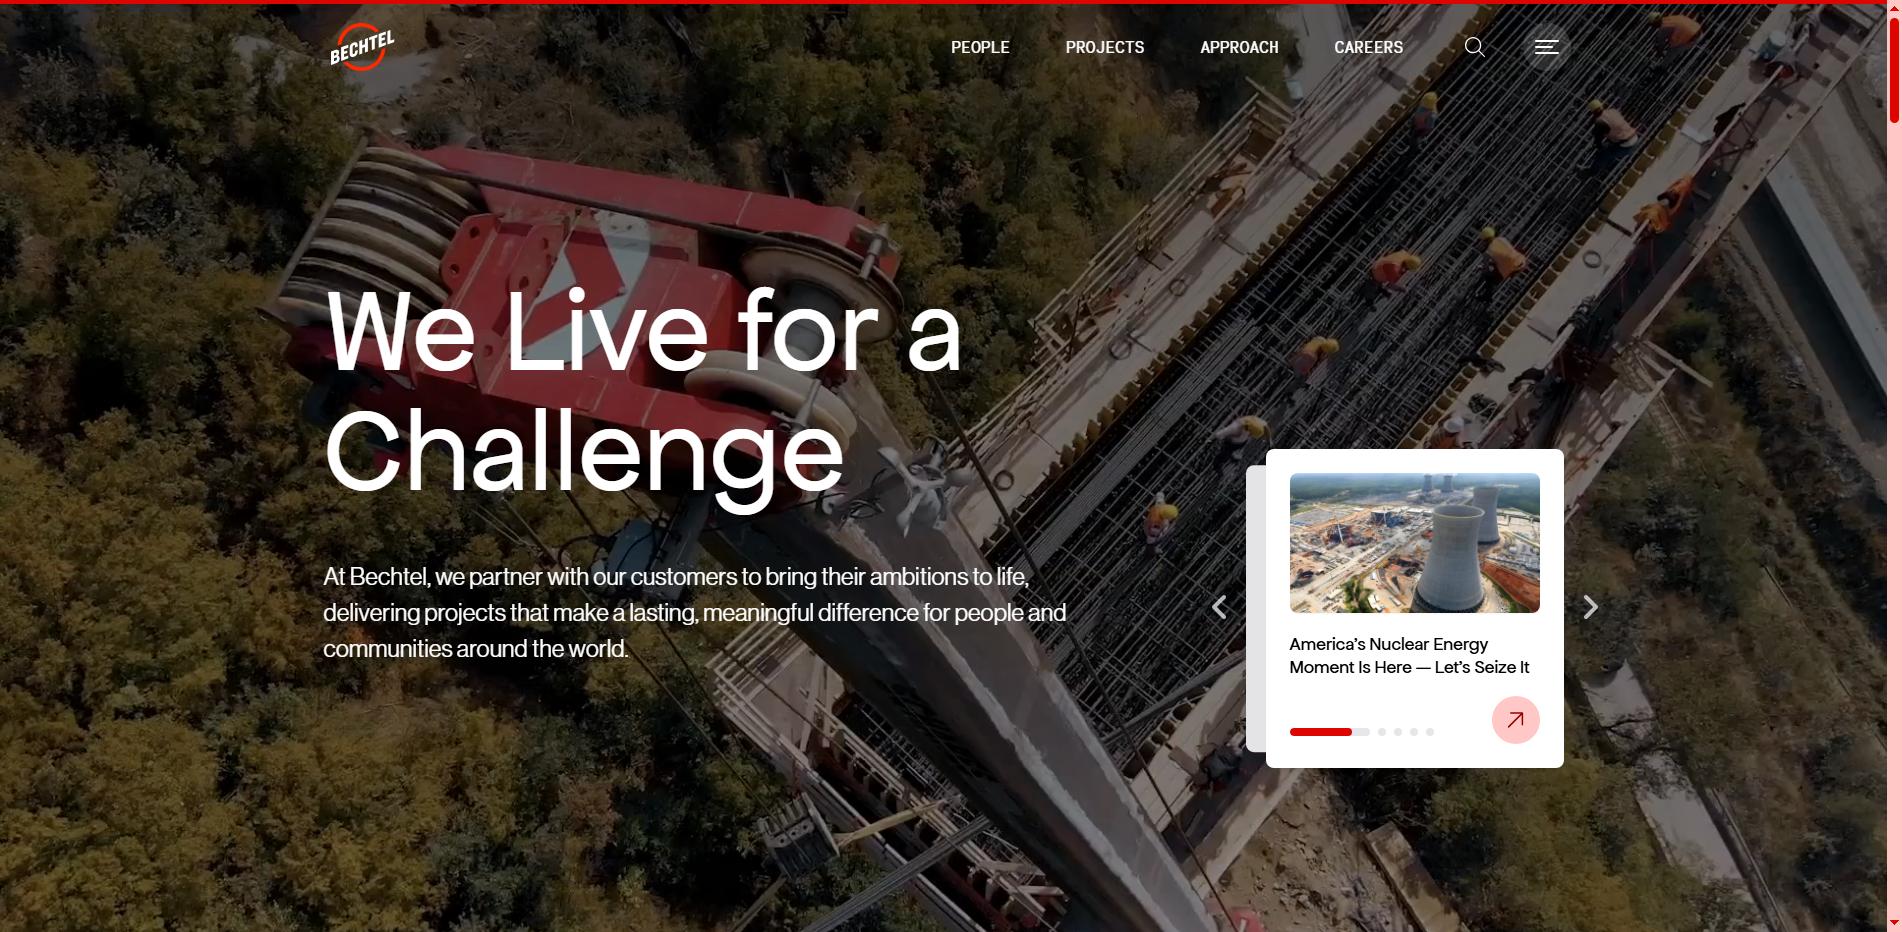 BECHTEL
PEOPLE
PROJECTS
APPROACH
CAREERS
We Live for a
Challenge
At Bechtel, we partner with our customers to bring their ambitions to life,
delivering projects that make a lasting, meaningful difference for people and
communities around the world.
America’s Nuclear Energy
Moment Is Here — Let’s Seize It